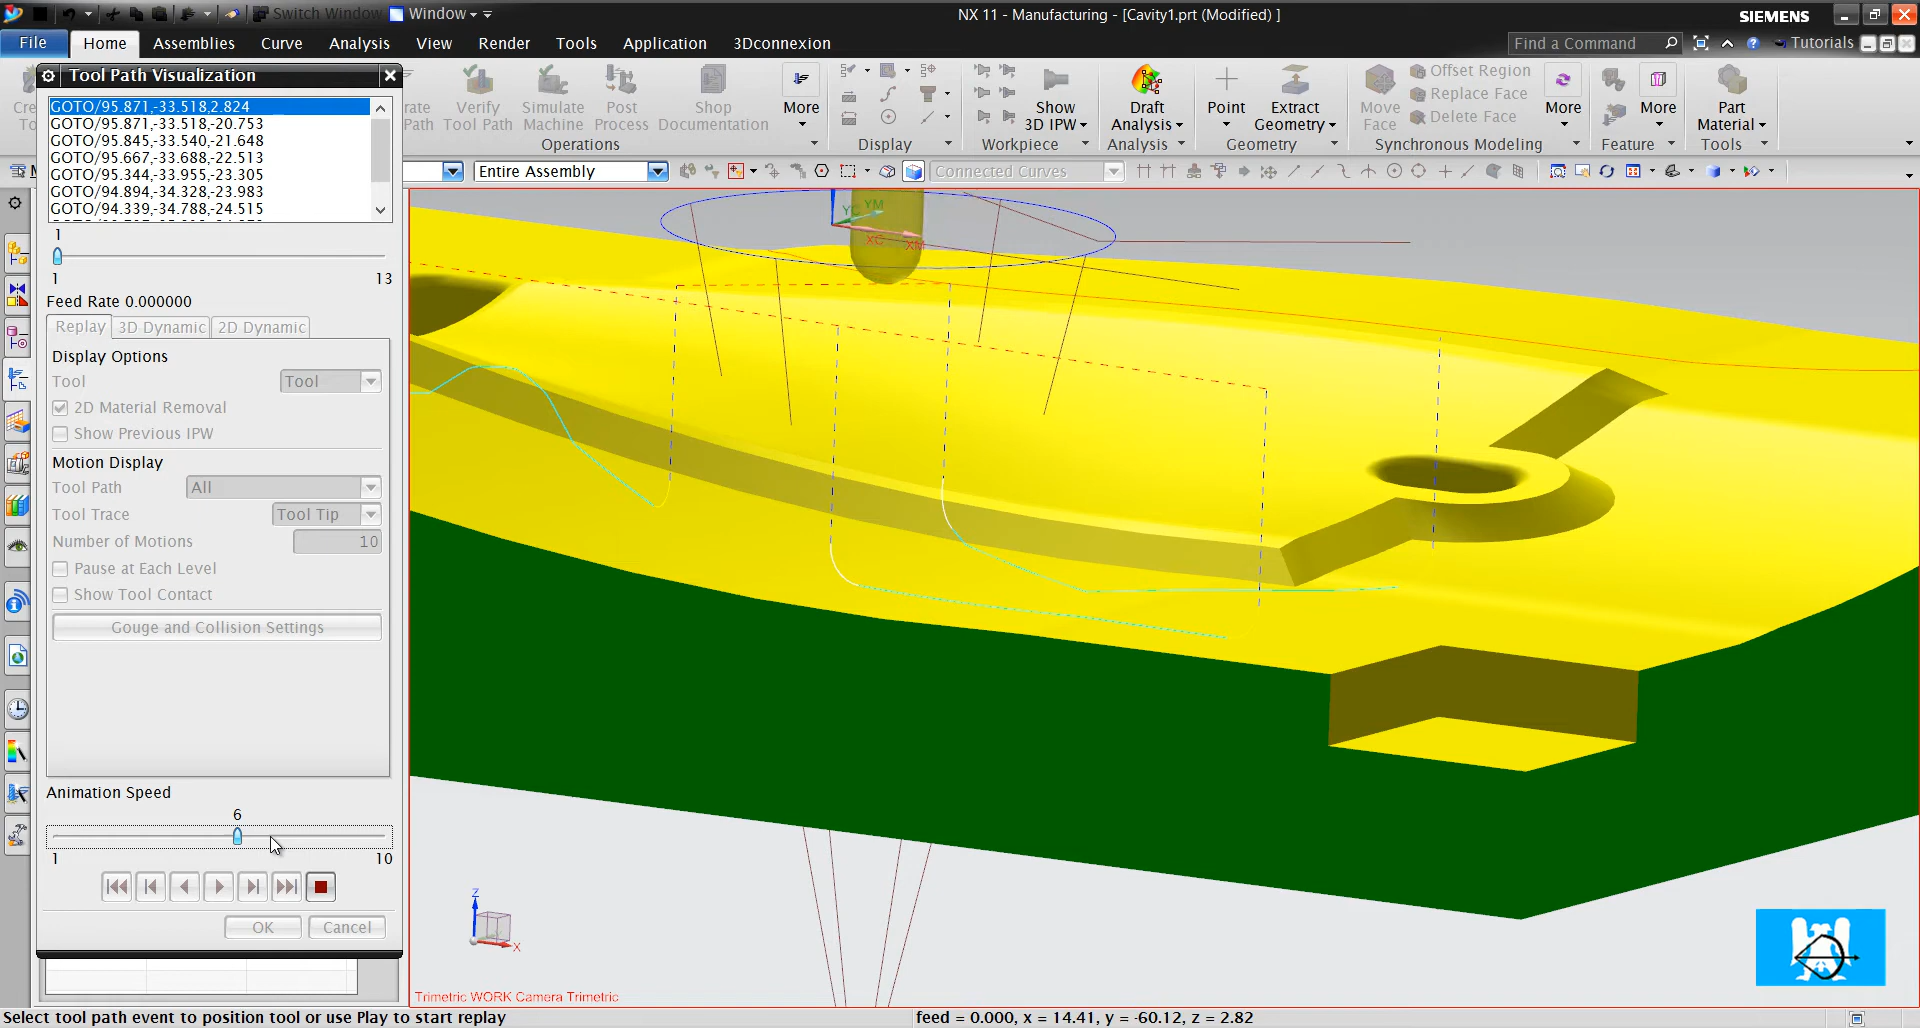 Switch Window Window
NX 11 - Manufacturing - [Cavity1.prt (Modified) ]
SIEMENS
File Home Assemblies Curve Analysis View Render Tools Application 3Dconnexion
Find a Command
Tutorials
Tool Path Visualization
GOTO/95.871,-33.518,2.824
GOTO/95.871,-33.518,-20.753
GOTO/95.845,-33.540,-21.648
GOTO/95.667,-33.688,-22.513
GOTO/95.344,-33.955,-23.305
GOTO/94.894,-34.328,-23.983
GOTO/94.339,-34.788,-24.515
1
1 13
Feed Rate 0.000000
Replay 3D Dynamic 2D Dynamic
Display Options
Tool Tool
2D Material Removal
Show Previous IPW
Motion Display
Tool Path All
Tool Trace Tool Tip
Number of Motions 10
Pause at Each Level
Show Tool Contact
Gouge and Collision Settings
Animation Speed
6
1 10
OK Cancel
Verify
Tool Path
Simulate
Machine
Post
Process
Shop
Documentation
More
Operations
Display
Show
3D IPW
Workpiece
Draft
Analysis
Analysis
Point
Extract
Geometry
Geometry
Move
Face
Offset Region
Replace Face
Delete Face
More
Synchronous Modeling
More
Feature
Part
Material
Tools
Entire Assembly
Connected Curves
YC YM
XC XM
Z
X
Trimetric WORK Camera Trimetric
Select tool path event to position tool or use Play to start replay
feed = 0.000, x = 14.41, y = -60.12, z = 2.82